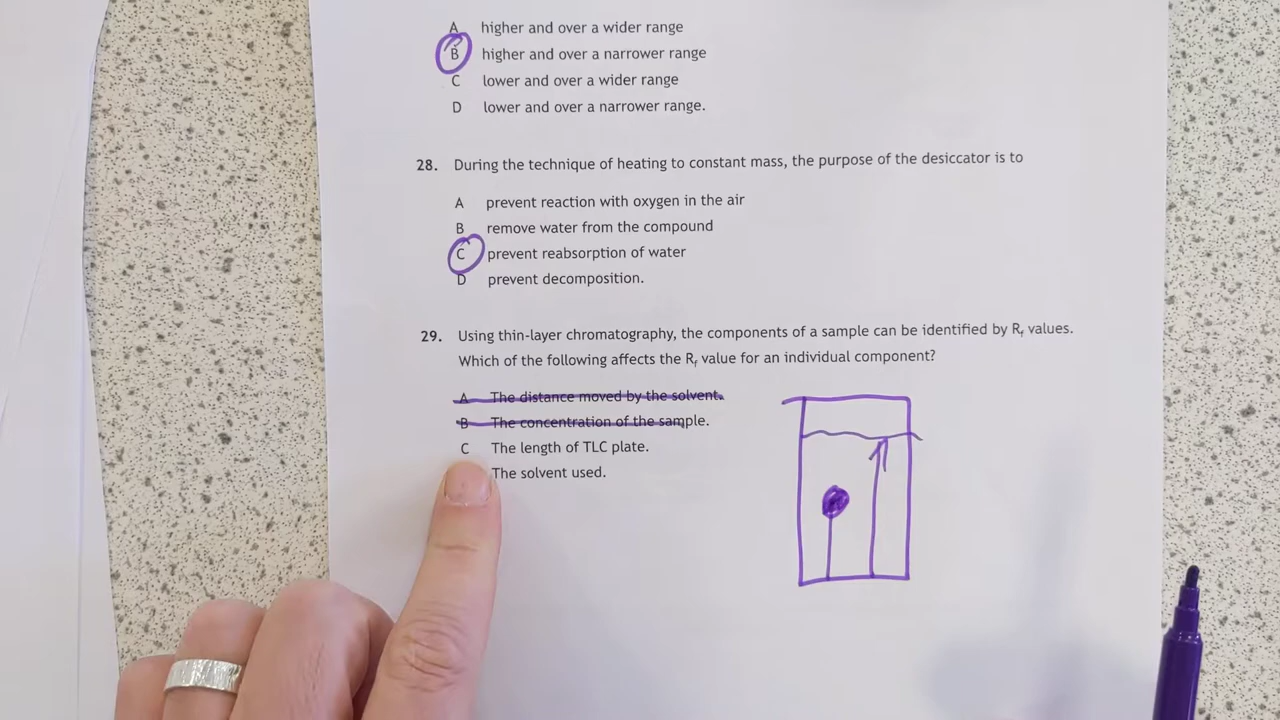 A higher and over a wider range
B higher and over a narrower range
C lower and over a wider range
D lower and over a narrower range.
28. During the technique of heating to constant mass, the purpose of the desiccator is to
A prevent reaction with oxygen in the air
B remove water from the compound
C prevent reabsorption of water
D prevent decomposition.
29. Using thin-layer chromatography, the components of a sample can be identified by Rf values.
Which of the following affects the Rf value for an individual component?
A The distance moved by the solvent.
B The concentration of the sample.
C The length of TLC plate.
The solvent used.